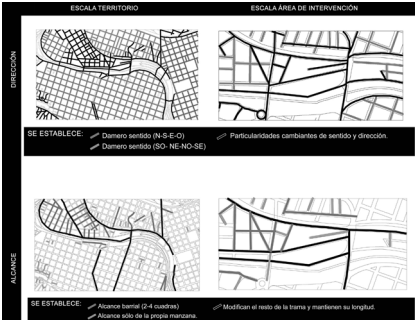 ESCALA TERRITORIO
ESCALA ÁREA DE INTERVENCIÓN
DIRECCIÓN
SE ESTABLECE:
Damero sentido (N-S-E-O)
Damero sentido (SO- NE-NO-SE)
Particularidades cambiantes de sentido y dirección.
ALCANCE
SE ESTABLECE:
Alcance barrial (2-4 cuadras)
Alcance sólo de la propia manzana.
Modifican el resto de la trama y mantienen su longitud.